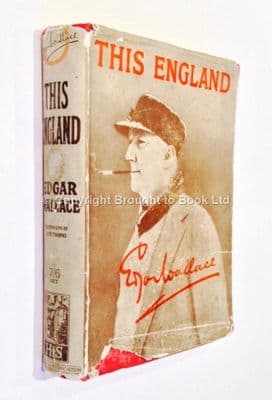 THIS ENGLAND
Edgar Wallace
THIS
ENGLAND
EDGAR
WALLACE
7/6
NET
H&S
Copyright Brought to Book Ltd